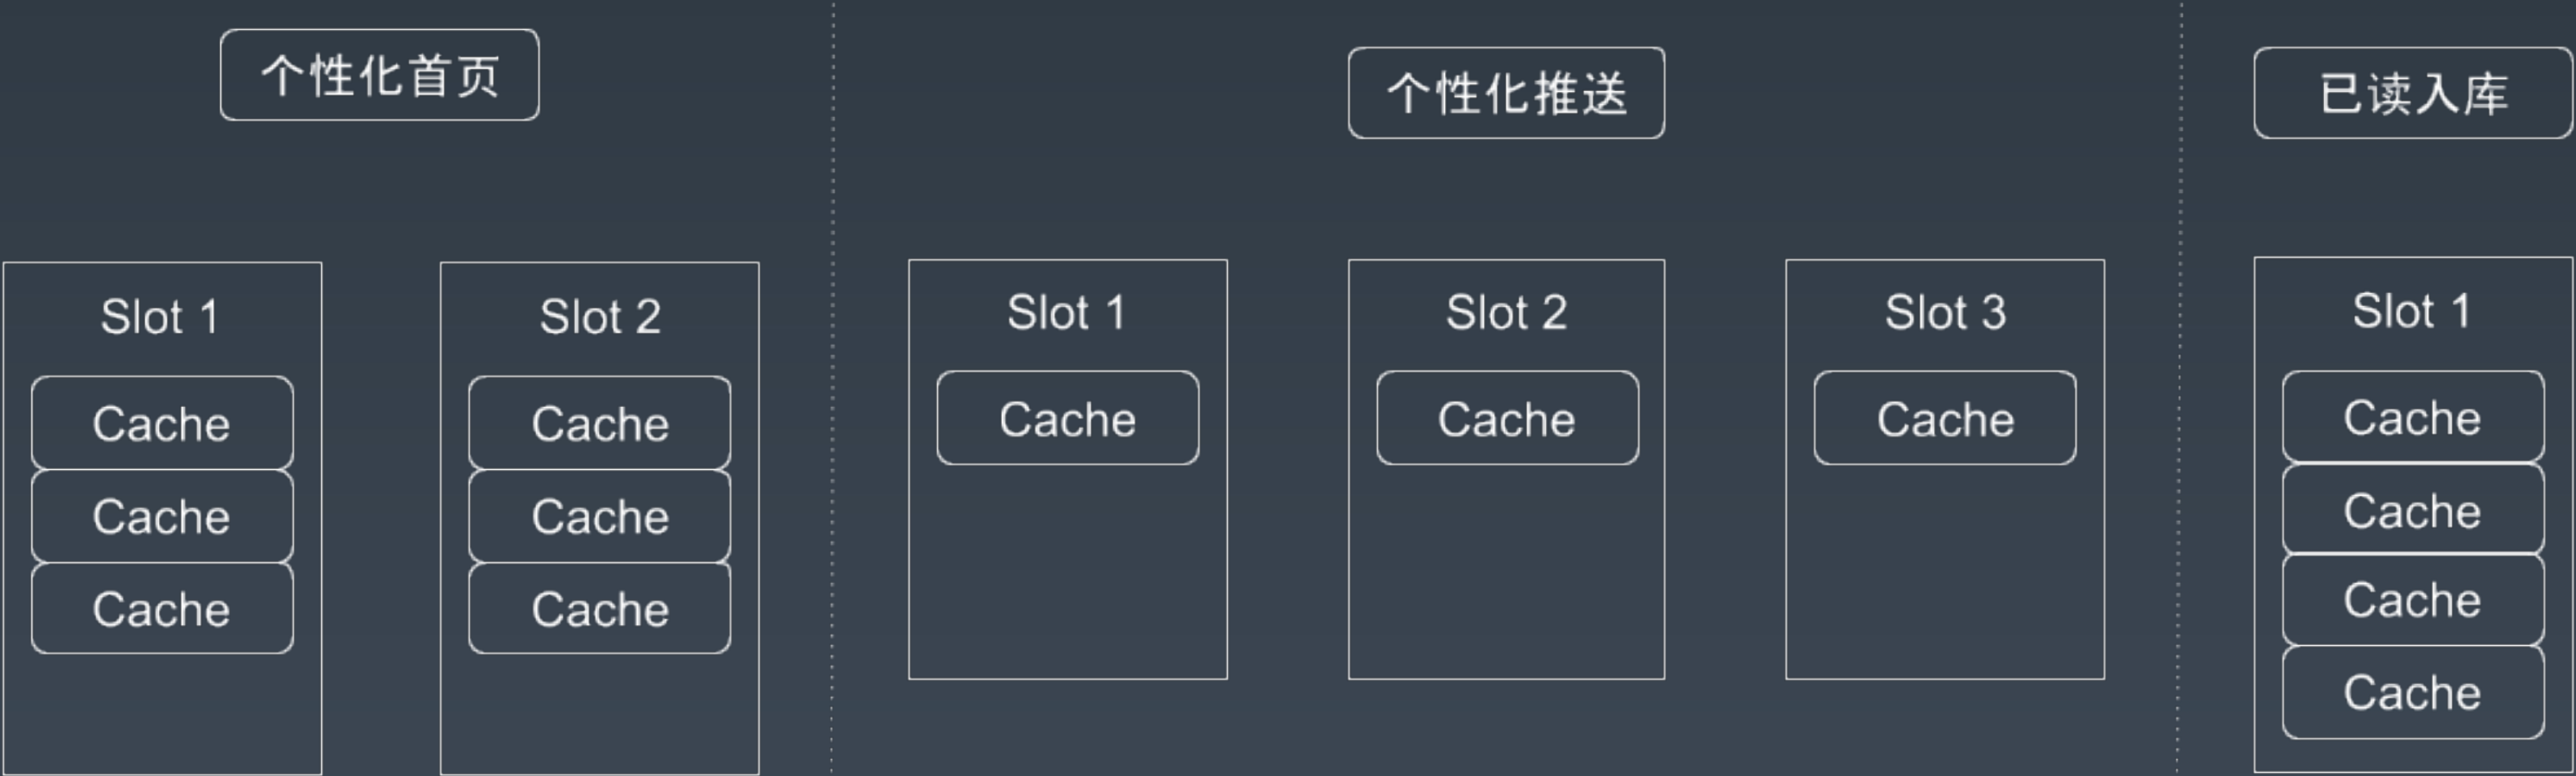 个性化首页
Slot 1
Cache
Cache
Cache
Slot 2
Cache
Cache
Cache
个性化推送
Slot 1
Cache
Slot 2
Cache
Slot 3
Cache
已读入库
Slot 1
Cache
Cache
Cache
Cache